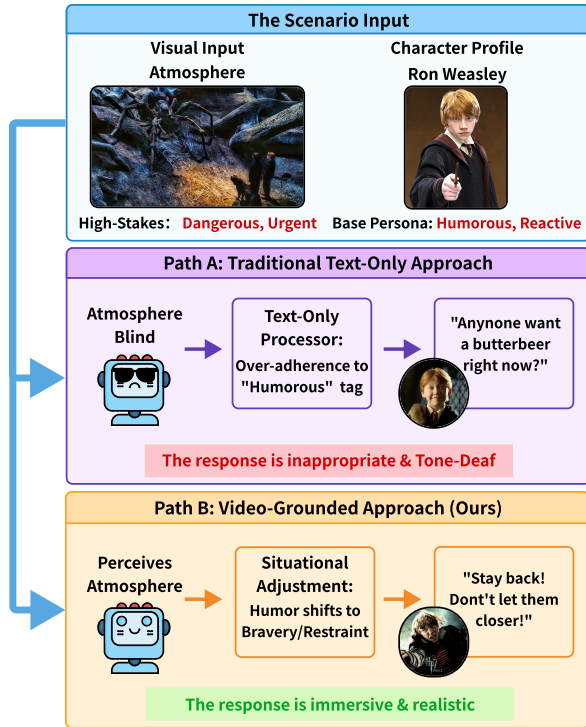 The Scenario Input
Visual Input
Atmosphere
Character Profile
Ron Weasley
High-Stakes: Dangerous, Urgent
Base Persona: Humorous, Reactive
Path A: Traditional Text-Only Approach
Atmosphere
Blind
Text-Only
Processor:
Over-adherence to
"Humorous" tag
"Anynone want
a butterbeer
right now?"
The response is inappropriate & Tone-Deaf
Path B: Video-Grounded Approach (Ours)
Perceives
Atmosphere
Situational
Adjustment:
Humor shifts to
Bravery/Restraint
"Stay back!
Dont't let them
closer!"
The response is immersive & realistic